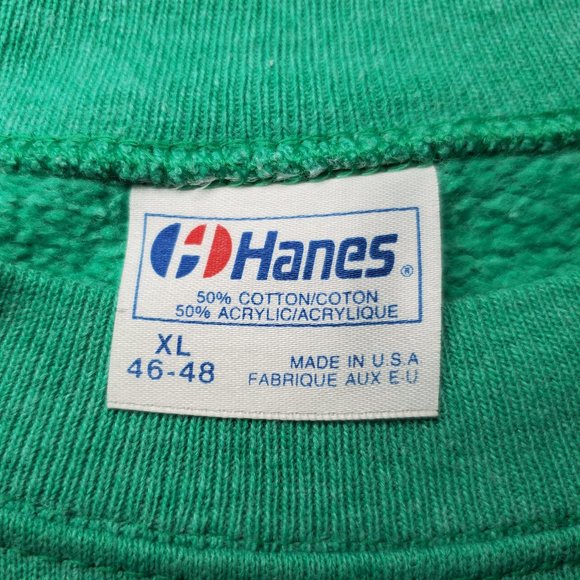 Hanes®
50% COTTON/COTON
50% ACRYLIC/ACRYLIQUE
XL
46-48
MADE IN U.S.A
FABRIQUE AUX E U